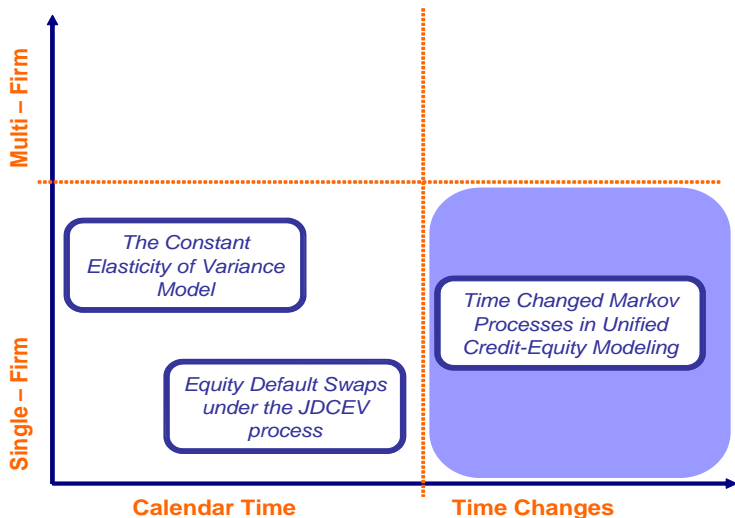 Multi – Firm
The Constant
Elasticity of Variance
Model
Time Changed Markov
Processes in Unified
Credit-Equity Modeling
Single – Firm
Equity Default Swaps
under the JDCEV
process
Calendar Time
Time Changes